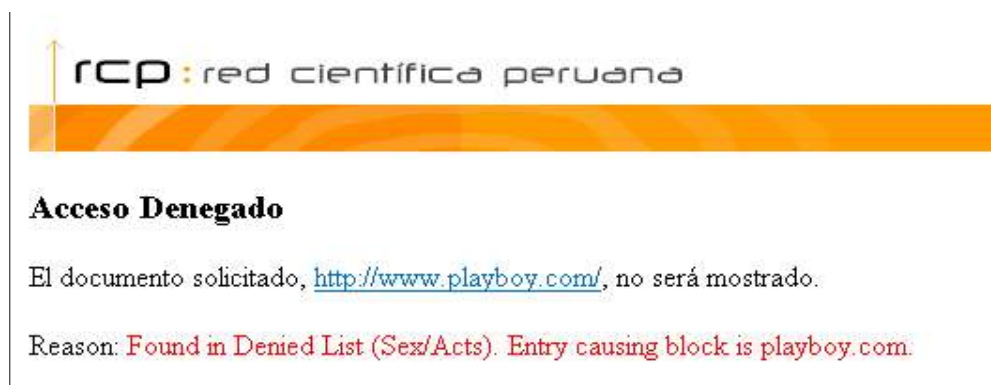 rcp: red científica peruana
Acceso Denegado
El documento solicitado, http://www.playboy.com/, no será mostrado.
Reason: Found in Denied List (Sex/Acts). Entry causing block is playboy.com.